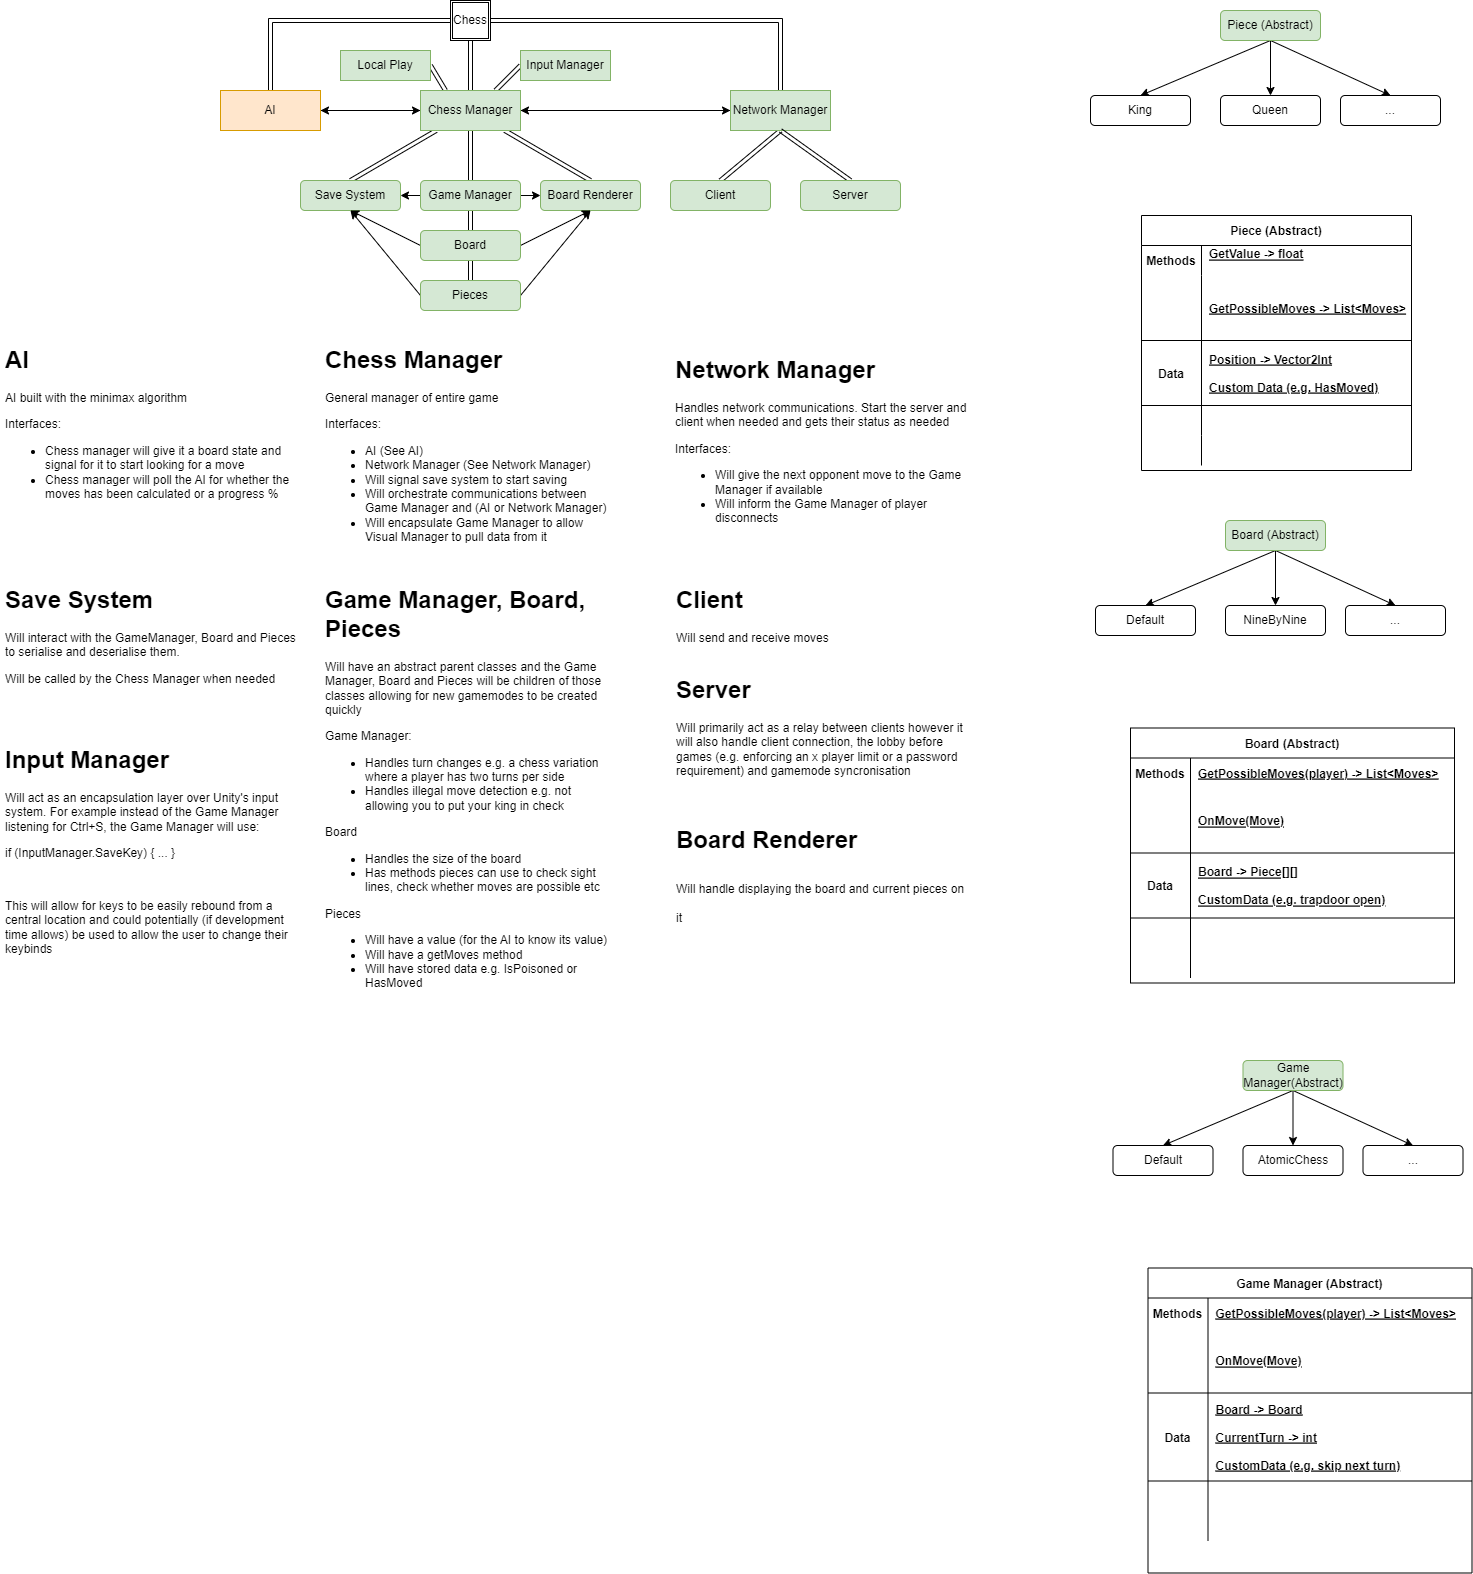 Chess
Local Play
Input Manager
AI
Chess Manager
Network Manager
Save System
Game Manager
Board Renderer
Client
Server
Board
Pieces
AI
AI built with the minimax algorithm
Interfaces:
Chess manager will give it a board state and
signal for it to start looking for a move
Chess manager will poll the AI for whether the
moves has been calculated or a progress %
Chess Manager
General manager of entire game
Interfaces:
AI (See AI)
Network Manager (See Network Manager)
Will signal save system to start saving
Will orchestrate communications between
Game Manager and (AI or Network Manager)
Will encapsulate Game Manager to allow
Visual Manager to pull data from it
Network Manager
Handles network communications. Start the server and
client when needed and gets their status as needed
Interfaces:
Will give the next opponent move to the Game
Manager if available
Will inform the Game Manager of player
disconnects
Save System
Will interact with the GameManager, Board and Pieces
to serialise and deserialise them.
Will be called by the Chess Manager when needed
Input Manager
Will act as an encapsulation layer over Unity's input
system. For example instead of the Game Manager
listening for Ctrl+S, the Game Manager will use:
if (InputManager.SaveKey) { ... }
This will allow for keys to be easily rebound from a
central location and could potentially (if development
time allows) be used to allow the user to change their
keybinds
Game Manager, Board,
Pieces
Will have an abstract parent classes and the Game
Manager, Board and Pieces will be children of those
classes allowing for new gamemodes to be created
quickly
Game Manager:
Handles turn changes e.g. a chess variation
where a player has two turns per side
Handles illegal move detection e.g. not
allowing you to put your king in check
Board
Handles the size of the board
Has methods pieces can use to check sight
lines, check whether moves are possible etc
Pieces
Will have a value (for the AI to know its value)
Will have a getMoves method
Will have stored data e.g. IsPoisoned or
HasMoved
Client
Will send and receive moves
Server
Will primarily act as a relay between clients however it
will also handle client connection, the lobby before
games (e.g. enforcing an x player limit or a password
requirement) and gamemode syncronisation
Board Renderer
Will handle displaying the board and current pieces on
it
Piece (Abstract)
King
Queen
...
Piece (Abstract)
Methods
GetValue -> float
GetPossibleMoves -> List<Moves>
Data
Position -> Vector2Int
Custom Data (e.g. HasMoved)
Board (Abstract)
Default
NineByNine
...
Board (Abstract)
Methods
GetPossibleMoves(player) -> List<Moves>
OnMove(Move)
Data
Board -> Piece[][]
CustomData (e.g. trapdoor open)
Game
Manager(Abstract)
Default
AtomicChess
...
Game Manager (Abstract)
Methods
GetPossibleMoves(player) -> List<Moves>
OnMove(Move)
Data
Board -> Board
CurrentTurn -> int
CustomData (e.g. skip next turn)